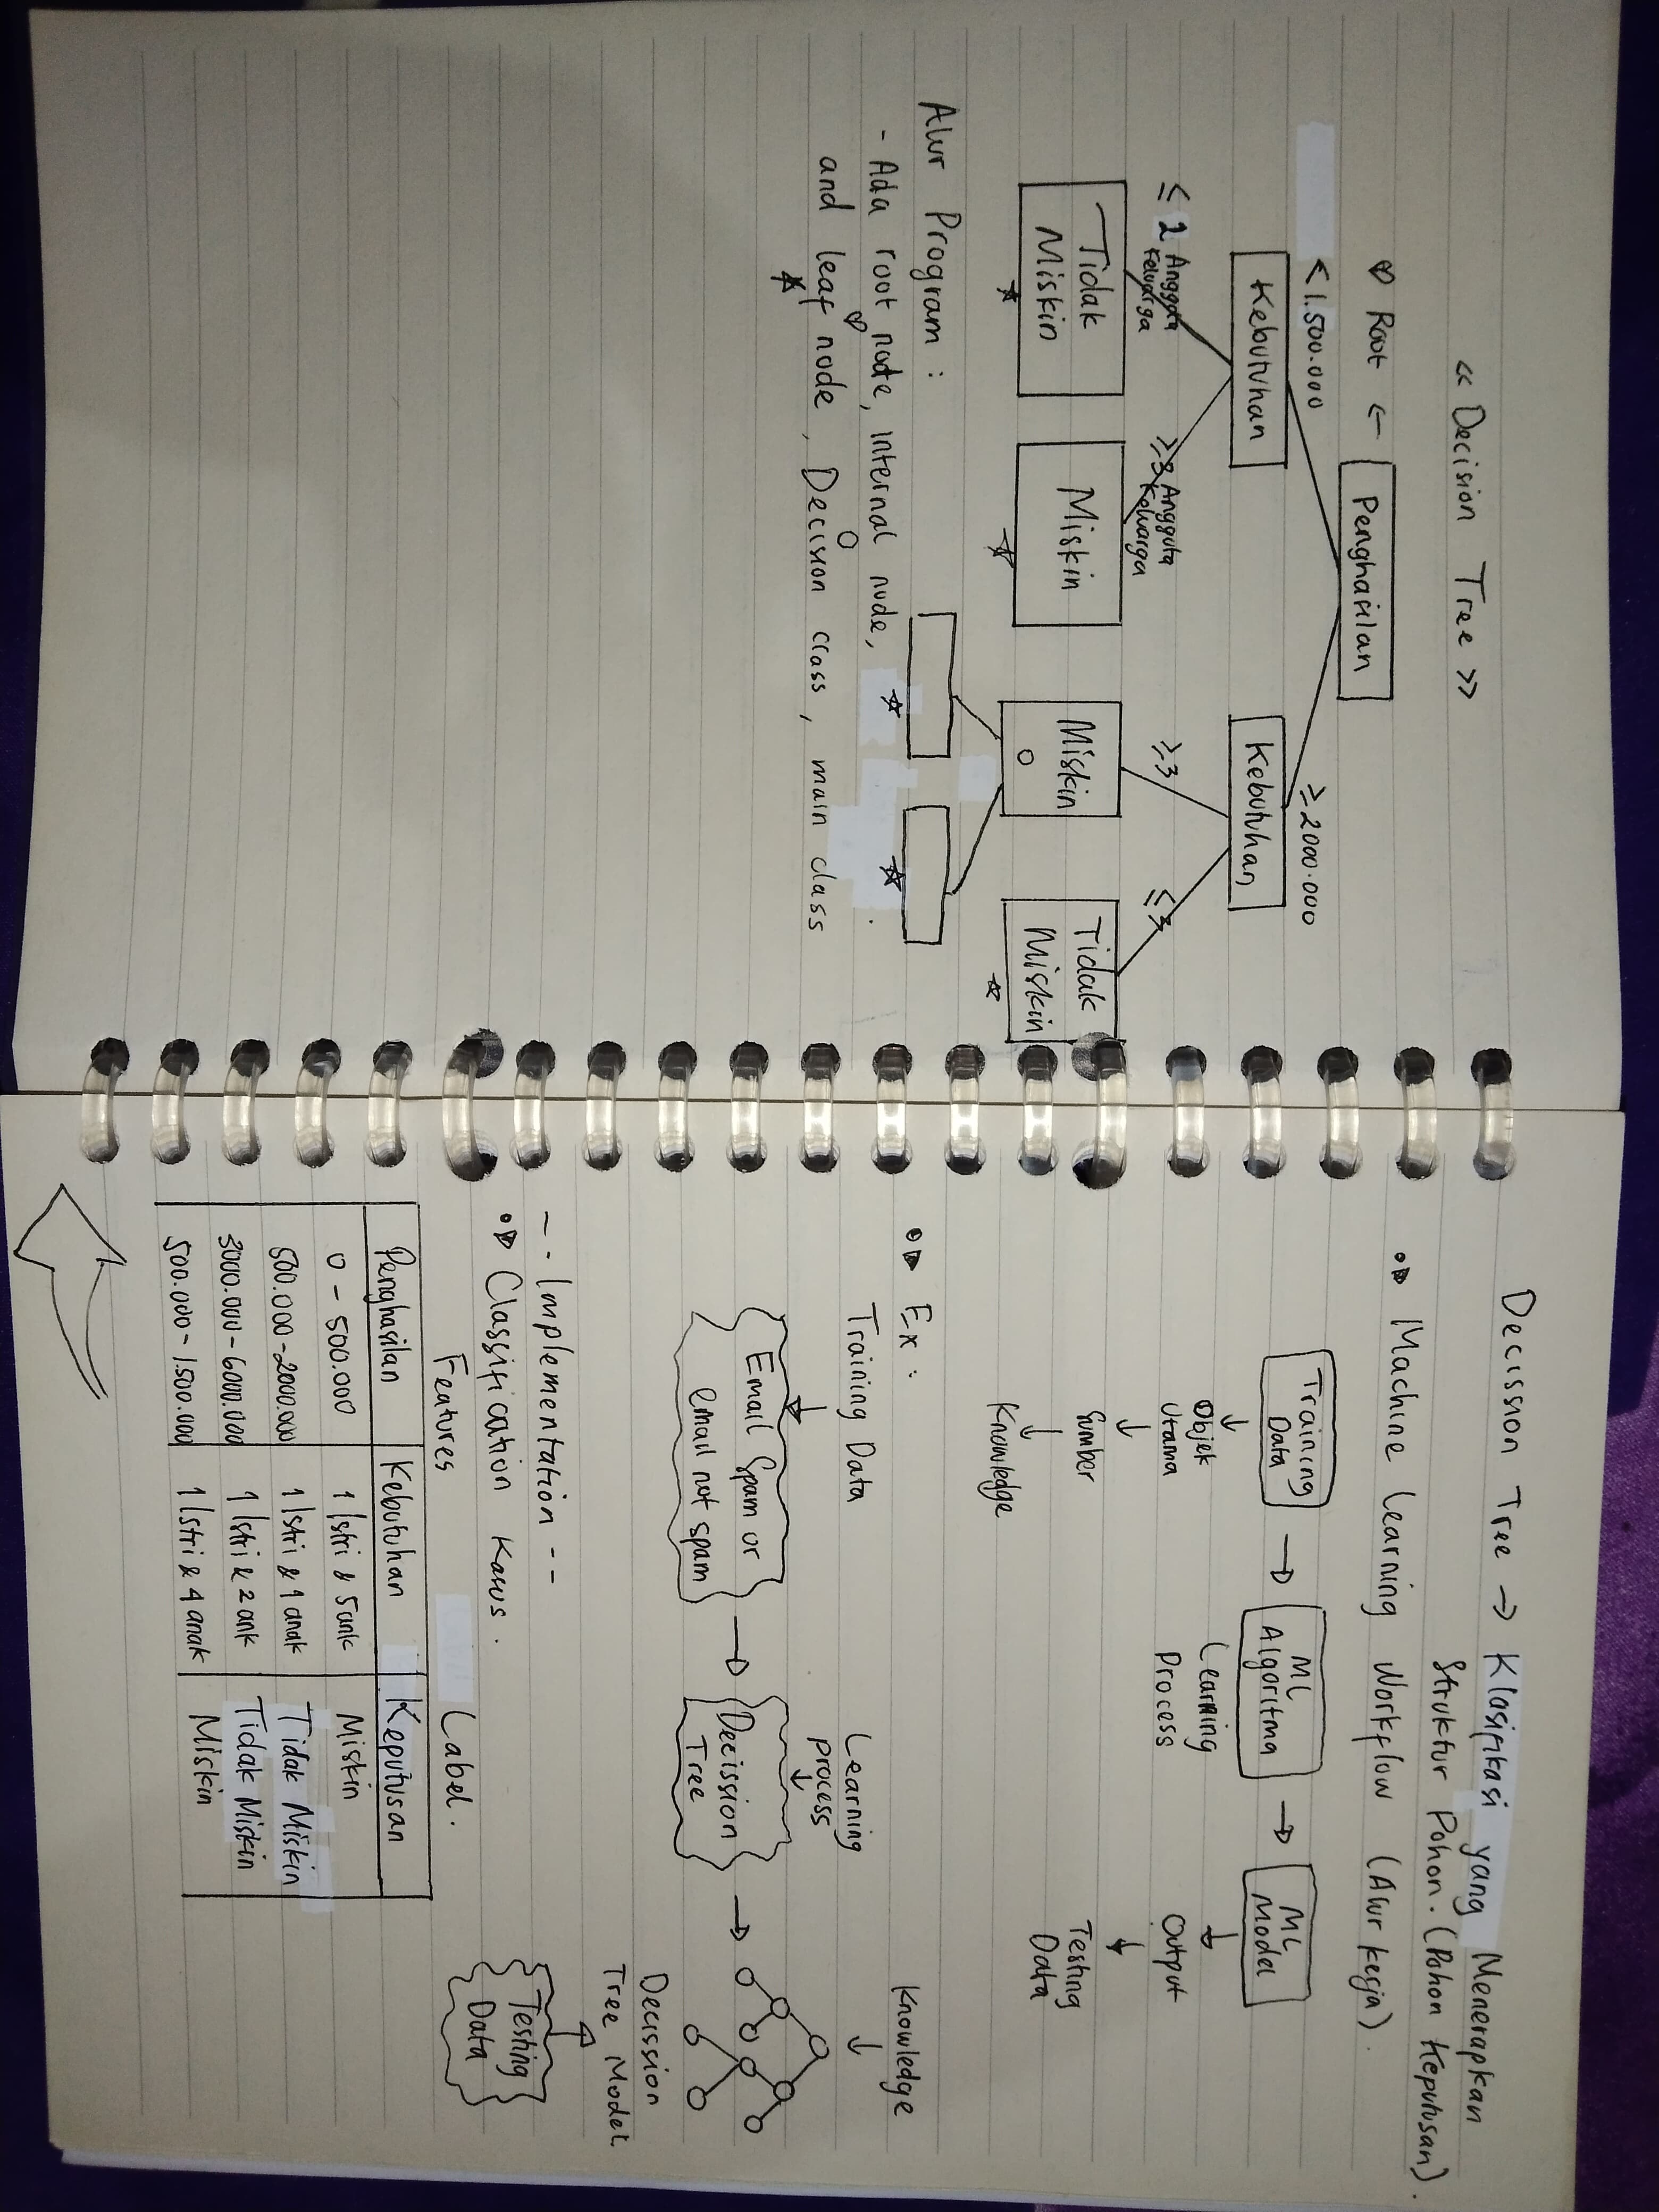 << Decision Tree >>
♡ Root ← Penghasilan
< 1.500.000
≥ 2000.000
Kebutuhan
Kebutuhan
≤ 2 Anggota
Keluarga
≥ 3 Anggota
Keluarga
≥ 3
≤ 3
Tidak
Miskin
Miskin
Miskin
Tidak
Miskin
Alur Program :
- Ada root node, internal node,
and leaf node, Decision class, main class
Decission Tree → Klasifikasi yang Menerapkan
Struktur Pohon. (Pohon Keputusan).
Machine Learning Workflow (Alur kerja).
Training
Data
→
ML
Algoritma
→
ML
Model
↓
Objek
Utama
↓
Sumber
↓
Knowledge
Learning
Process
↓
Output
↓
Testing
Data
Ex :
Training Data
↓
Email Spam or
email not spam
→
Learning
process
↓
Decission
Tree
→
Knowledge
↓
Decission
Tree Model.
Testing
Data
-- Implementation --
Classification Kasus.
Features Label.
Penghasilan Kebutuhan Keputusan
0 - 500.000 1 Istri & 5 ank Miskin
500.000 - 2000.000 1 Istri & 1 anak Tidak Miskin
3000.000 - 6000.000 1 Istri & 2 ank Tidak Miskin
500.000 - 1.500.000 1 Istri & 4 anak Miskin